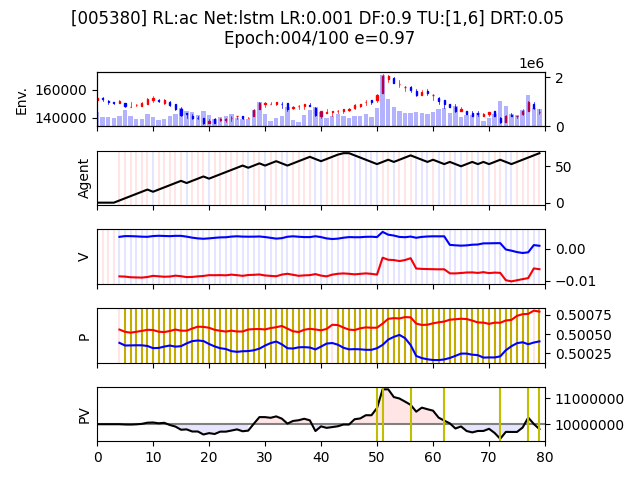 [005380] RL:ac Net:lstm LR:0.001 DF:0.9 TU:[1,6] DRT:0.05
Epoch:004/100 e=0.97
1e6
Env.
160000
140000
2
0
Agent
50
0
V
0.00
−0.01
P
0.50075
0.50050
0.50025
PV
11000000
10000000
0 10 20 30 40 50 60 70 80